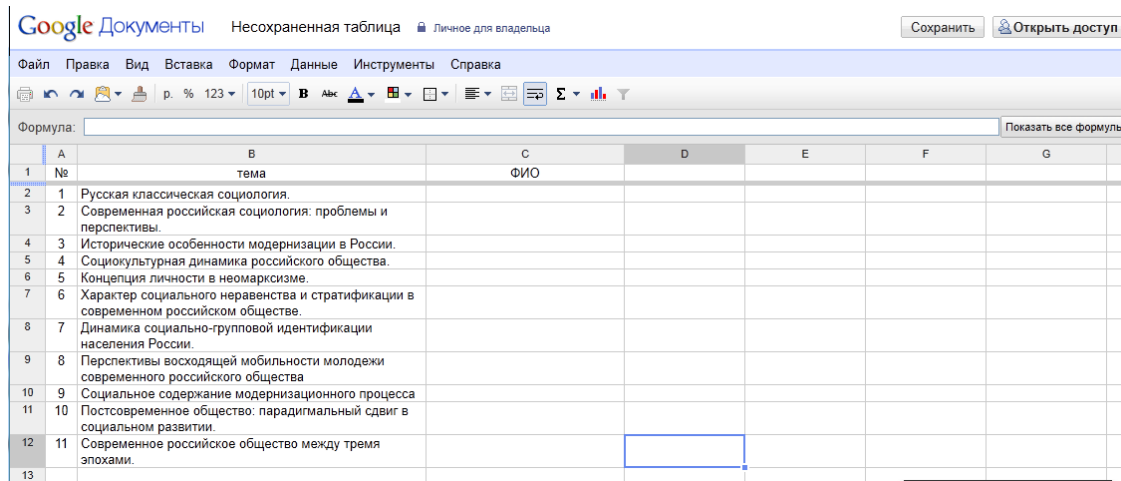 Google Документы Несохраненная таблица Личное для владельца Сохранить Открыть доступ
Файл Правка Вид Вставка Формат Данные Инструменты Справка
р. % 123 10pt B Abc A Σ
Формула: Показать все формулы
A B C D E F G
1 № тема ФИО
2 1 Русская классическая социология.
3 2 Современная российская социология: проблемы и
перспективы.
4 3 Исторические особенности модернизации в России.
5 4 Социокультурная динамика российского общества.
6 5 Концепция личности в неомарксизме.
7 6 Характер социального неравенства и стратификации в
современном российском обществе.
8 7 Динамика социально-групповой идентификации
населения России.
9 8 Перспективы восходящей мобильности молодежи
современного российского общества
10 9 Социальное содержание модернизационного процесса
11 10 Постсовременное общество: парадигмальный сдвиг в
социальном развитии.
12 11 Современное российское общество между тремя
эпохами.
13